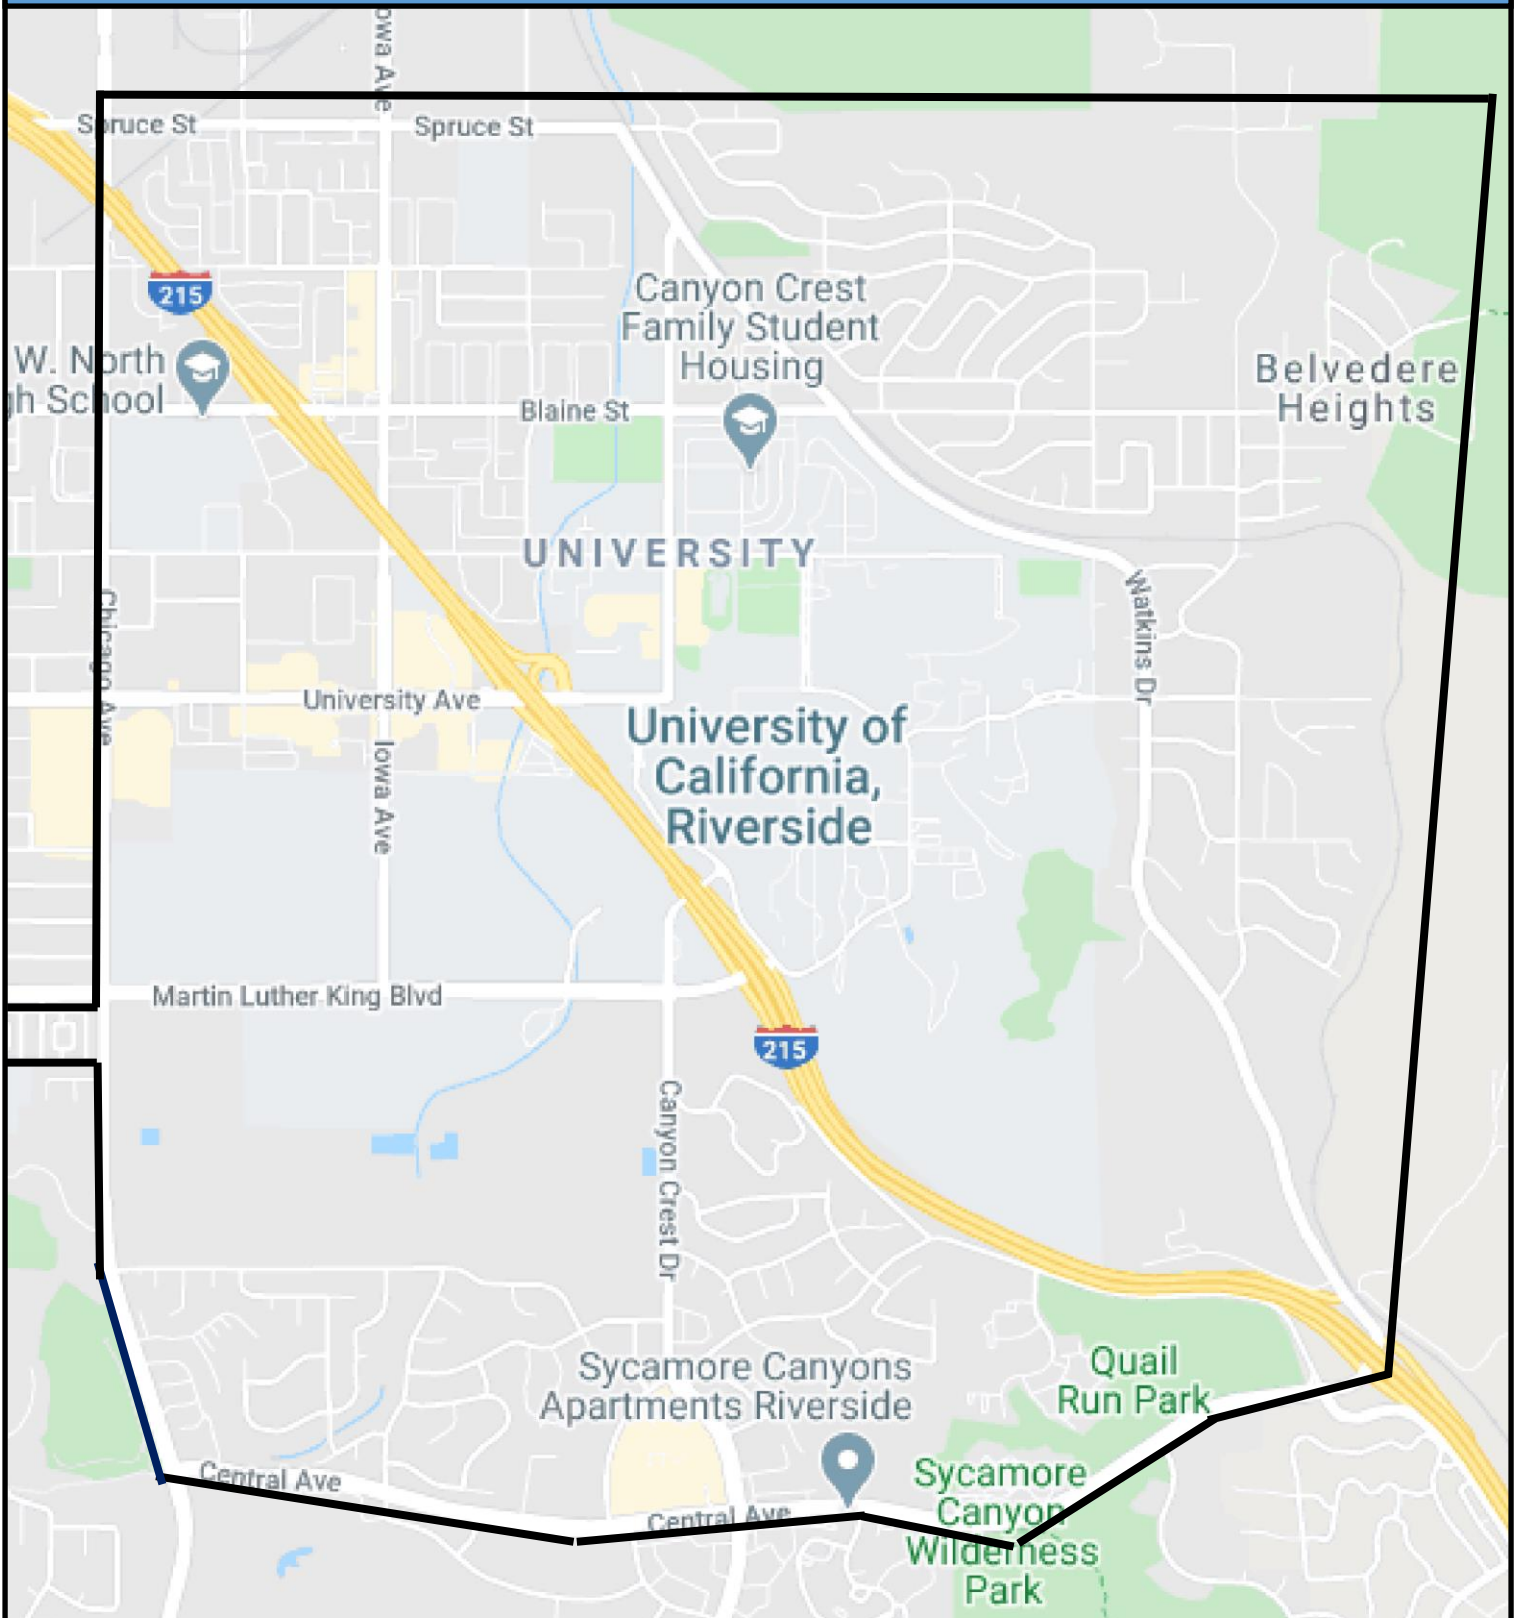 owa Ave
Spruce St
Spruce St
215
Canyon Crest
Family Student
Housing
W. North
gh School
Belvedere
Heights
Blaine St
UNIVERSITY
Watkins Dr
Chicago Ave
University Ave
University of
California,
Riverside
Iowa Ave
Martin Luther King Blvd
215
Canyon Crest Dr
Quail
Run Park
Sycamore Canyons
Apartments Riverside
Central Ave
Central Ave
Sycamore
Canyon
Wilderness
Park